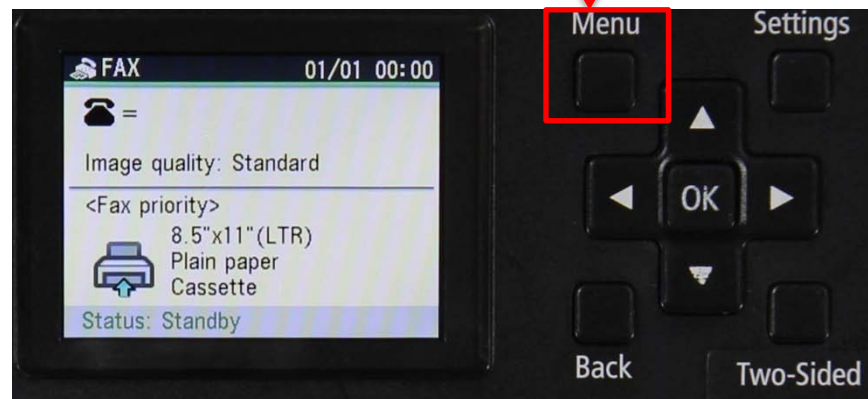 Menu
Settings
FAX 01/01 00:00
=
Image quality: Standard
<Fax priority>
8.5"x11"(LTR)
Plain paper
Cassette
Status: Standby
OK
Back
Two-Sided